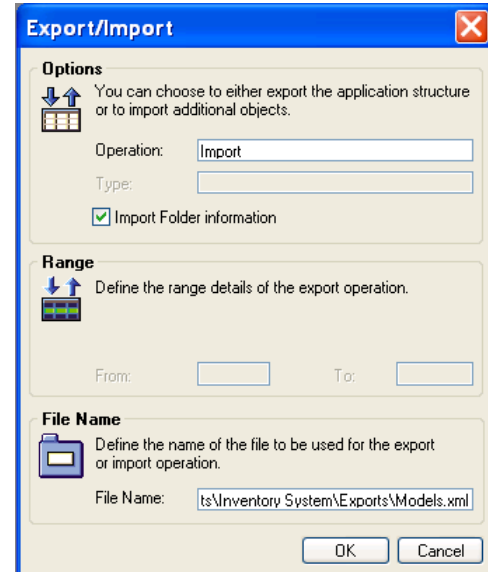 Export/Import
Options
You can choose to either export the application structure
or to import additional objects.
Operation: Import
Type:
Import Folder information
Range
Define the range details of the export operation.
From: To:
File Name
Define the name of the file to be used for the export
or import operation.
File Name: ts\Inventory System\Exports\Models.xml
OK Cancel